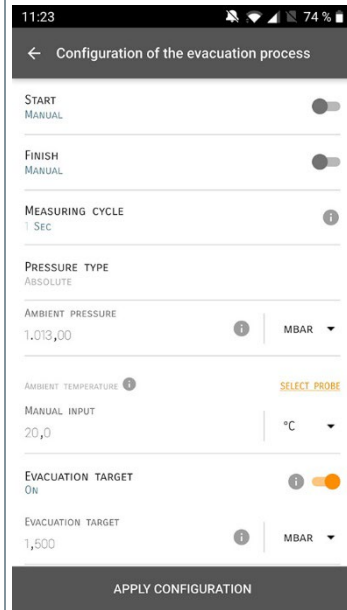 11:23 74 %
Configuration of the evacuation process
START
MANUAL
FINISH
MANUAL
MEASURING CYCLE
1 SEC
PRESSURE TYPE
ABSOLUTE
AMBIENT PRESSURE
1.013,00 MBAR
AMBIENT TEMPERATURE SELECT PROBE
MANUAL INPUT
20,0 °C
EVACUATION TARGET
ON
EVACUATION TARGET
1,500 MBAR
APPLY CONFIGURATION